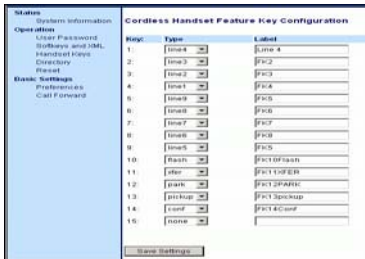 Status
System Information
Operation
User Password
Softkeys and XML
Handset Keys
Directory
Reset
Basic Settings
Preferences
Call Forward
Cordless Handset Feature Key Configuration
Key: Type Label
1: line4 Line 4
2: line3 FK2
3: line2 FK3
4: line1 FK4
5: line9 FK5
6: line8 FK6
7: line7 FK7
8: line6 FK8
9: line5 FK5
10: flash FK10Flash
11: xfer FK11XFER
12: park FK12PARK
13: pickup FK13pickup
14: conf FK14Conf
15: none
Save Settings